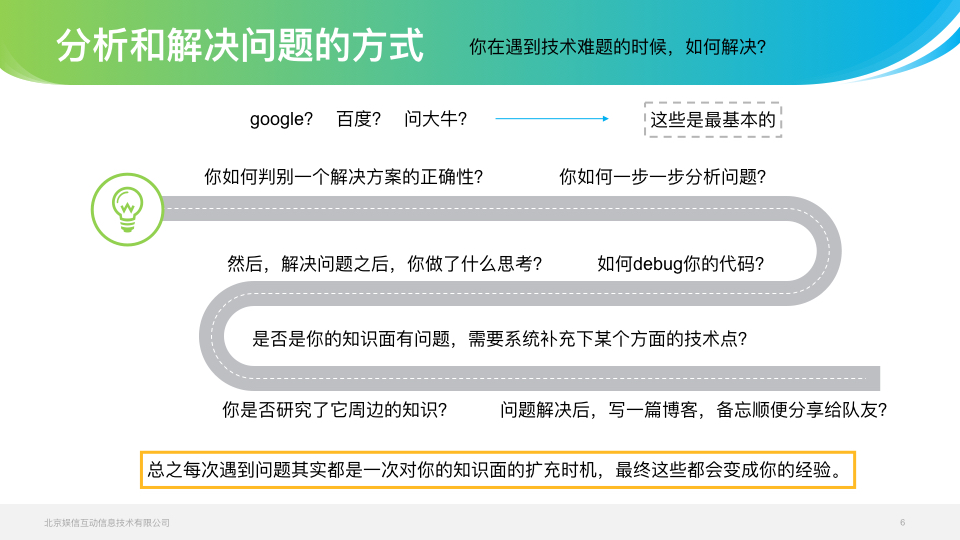 分析和解决问题的方式
你在遇到技术难题的时候，如何解决？
google？ 百度？ 问大牛？
这些是最基本的
你如何判别一个解决方案的正确性？
你如何一步一步分析问题？
然后，解决问题之后，你做了什么思考？
如何debug你的代码？
是否是你的知识面有问题，需要系统补充下某个方面的技术点？
你是否研究了它周边的知识？
问题解决后，写一篇博客，备忘顺便分享给队友？
总之每次遇到问题其实都是一次对你的知识面的扩充时机，最终这些都会变成你的经验。
北京娱信互动信息技术有限公司
6